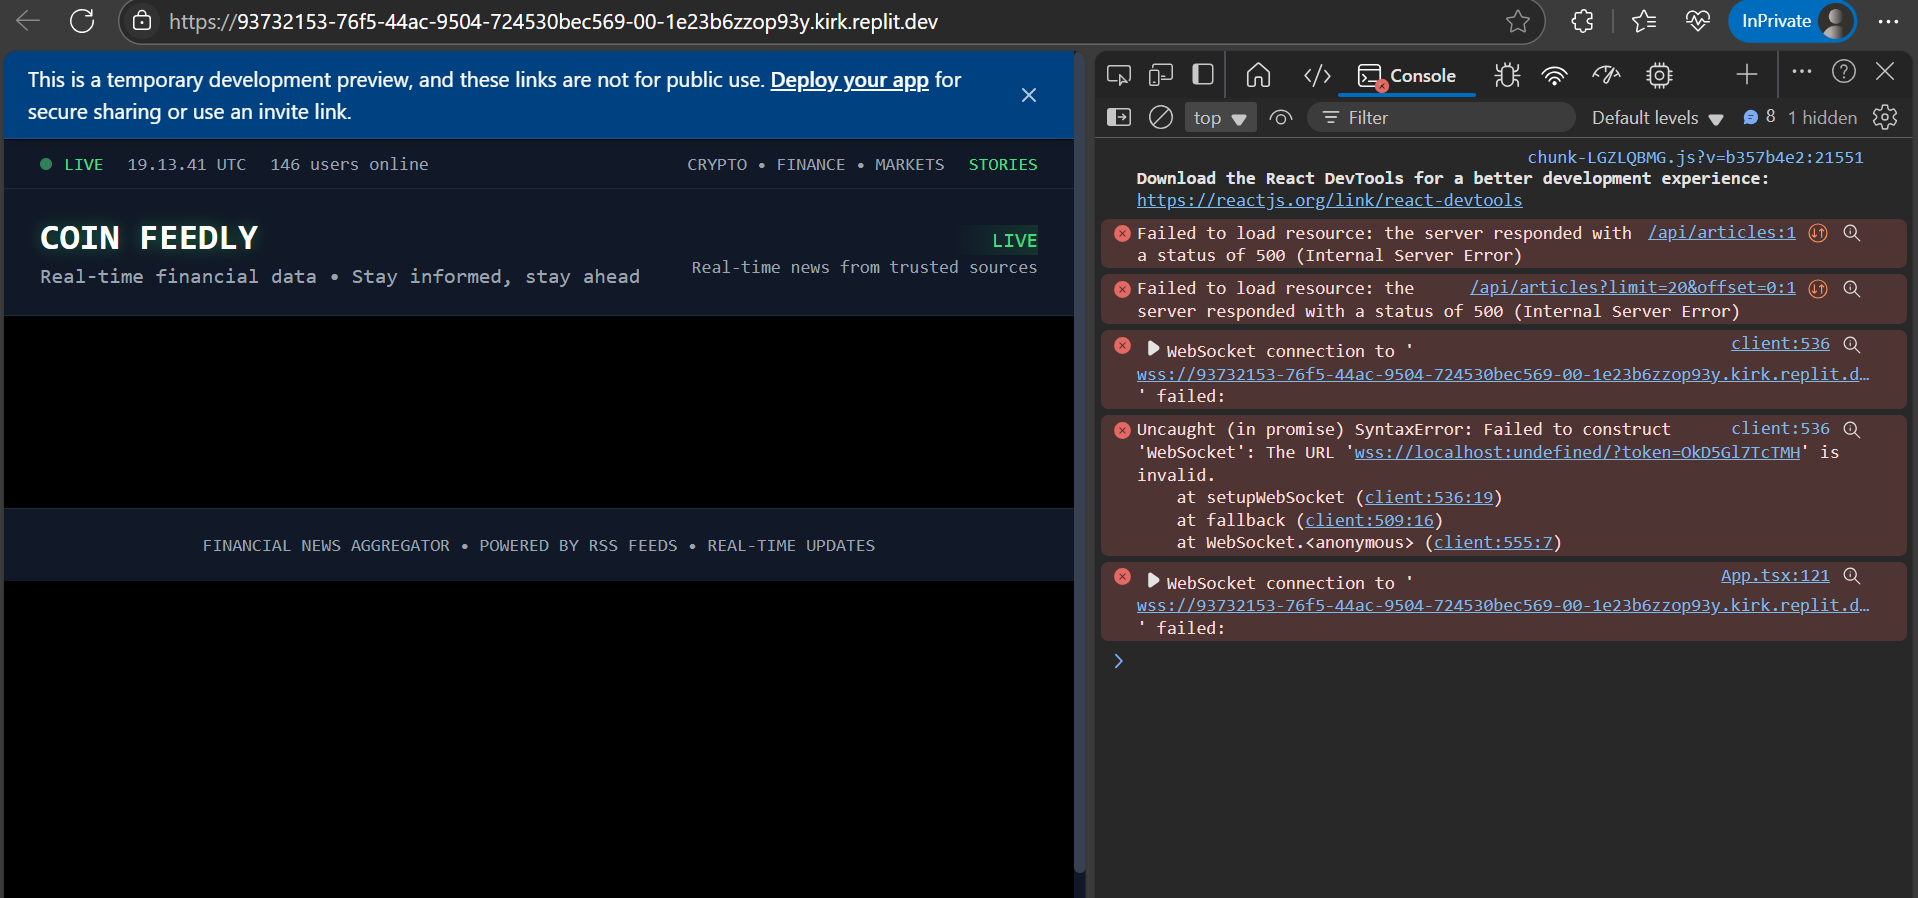 https://93732153-76f5-44ac-9504-724530bec569-00-1e23b6zzop93y.kirk.replit.dev
InPrivate
This is a temporary development preview, and these links are not for public use. Deploy your app for
secure sharing or use an invite link.
LIVE 19.13.41 UTC 146 users online CRYPTO • FINANCE • MARKETS STORIES
COIN FEEDLY
LIVE
Real-time financial data • Stay informed, stay ahead
Real-time news from trusted sources
FINANCIAL NEWS AGGREGATOR • POWERED BY RSS FEEDS • REAL-TIME UPDATES
Console
top Filter Default levels 8 1 hidden
chunk-LGZLQBMG.js?v=b357b4e2:21551
Download the React DevTools for a better development experience:
https://reactjs.org/link/react-devtools
Failed to load resource: the server responded with /api/articles:1
a status of 500 (Internal Server Error)
Failed to load resource: the /api/articles?limit=20&offset=0:1
server responded with a status of 500 (Internal Server Error)
WebSocket connection to ' client:536
wss://93732153-76f5-44ac-9504-724530bec569-00-1e23b6zzop93y.kirk.replit.d…
' failed:
Uncaught (in promise) SyntaxError: Failed to construct client:536
'WebSocket': The URL 'wss://localhost:undefined/?token=OkD5Gl7TcTMH' is
invalid.
at setupWebSocket (client:536:19)
at fallback (client:509:16)
at WebSocket.<anonymous> (client:555:7)
WebSocket connection to ' App.tsx:121
wss://93732153-76f5-44ac-9504-724530bec569-00-1e23b6zzop93y.kirk.replit.d…
' failed: